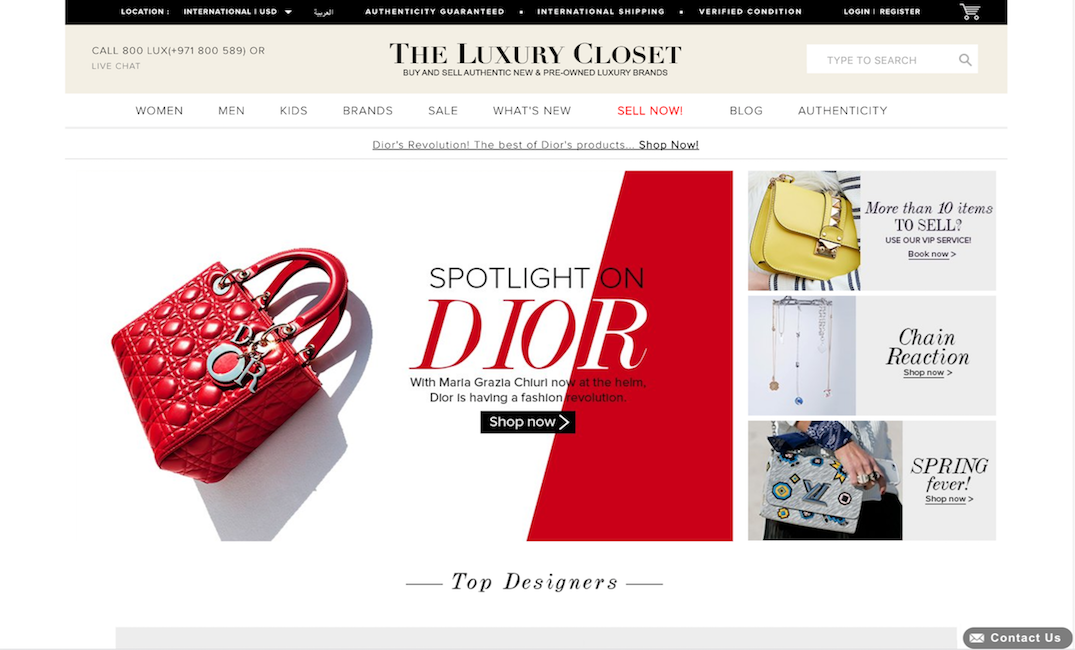 LOCATION : INTERNATIONAL | USD العربية AUTHENTICITY GUARANTEED • INTERNATIONAL SHIPPING • VERIFIED CONDITION LOGIN | REGISTER
CALL 800 LUX(+971 800 589) OR
LIVE CHAT
THE LUXURY CLOSET
BUY AND SELL AUTHENTIC NEW & PRE-OWNED LUXURY BRANDS
TYPE TO SEARCH
WOMEN MEN KIDS BRANDS SALE WHAT'S NEW SELL NOW! BLOG AUTHENTICITY
Dior's Revolution! The best of Dior's products... Shop Now!
SPOTLIGHT ON
DIOR
With Maria Grazia Chiuri now at the helm,
Dior is having a fashion revolution.
Shop now >
DIOR
More than 10 items
TO SELL?
USE OUR VIP SERVICE!
Book now >
Chain
Reaction
Shop now >
SPRING
fever!
Shop now >
Top Designers
Contact Us